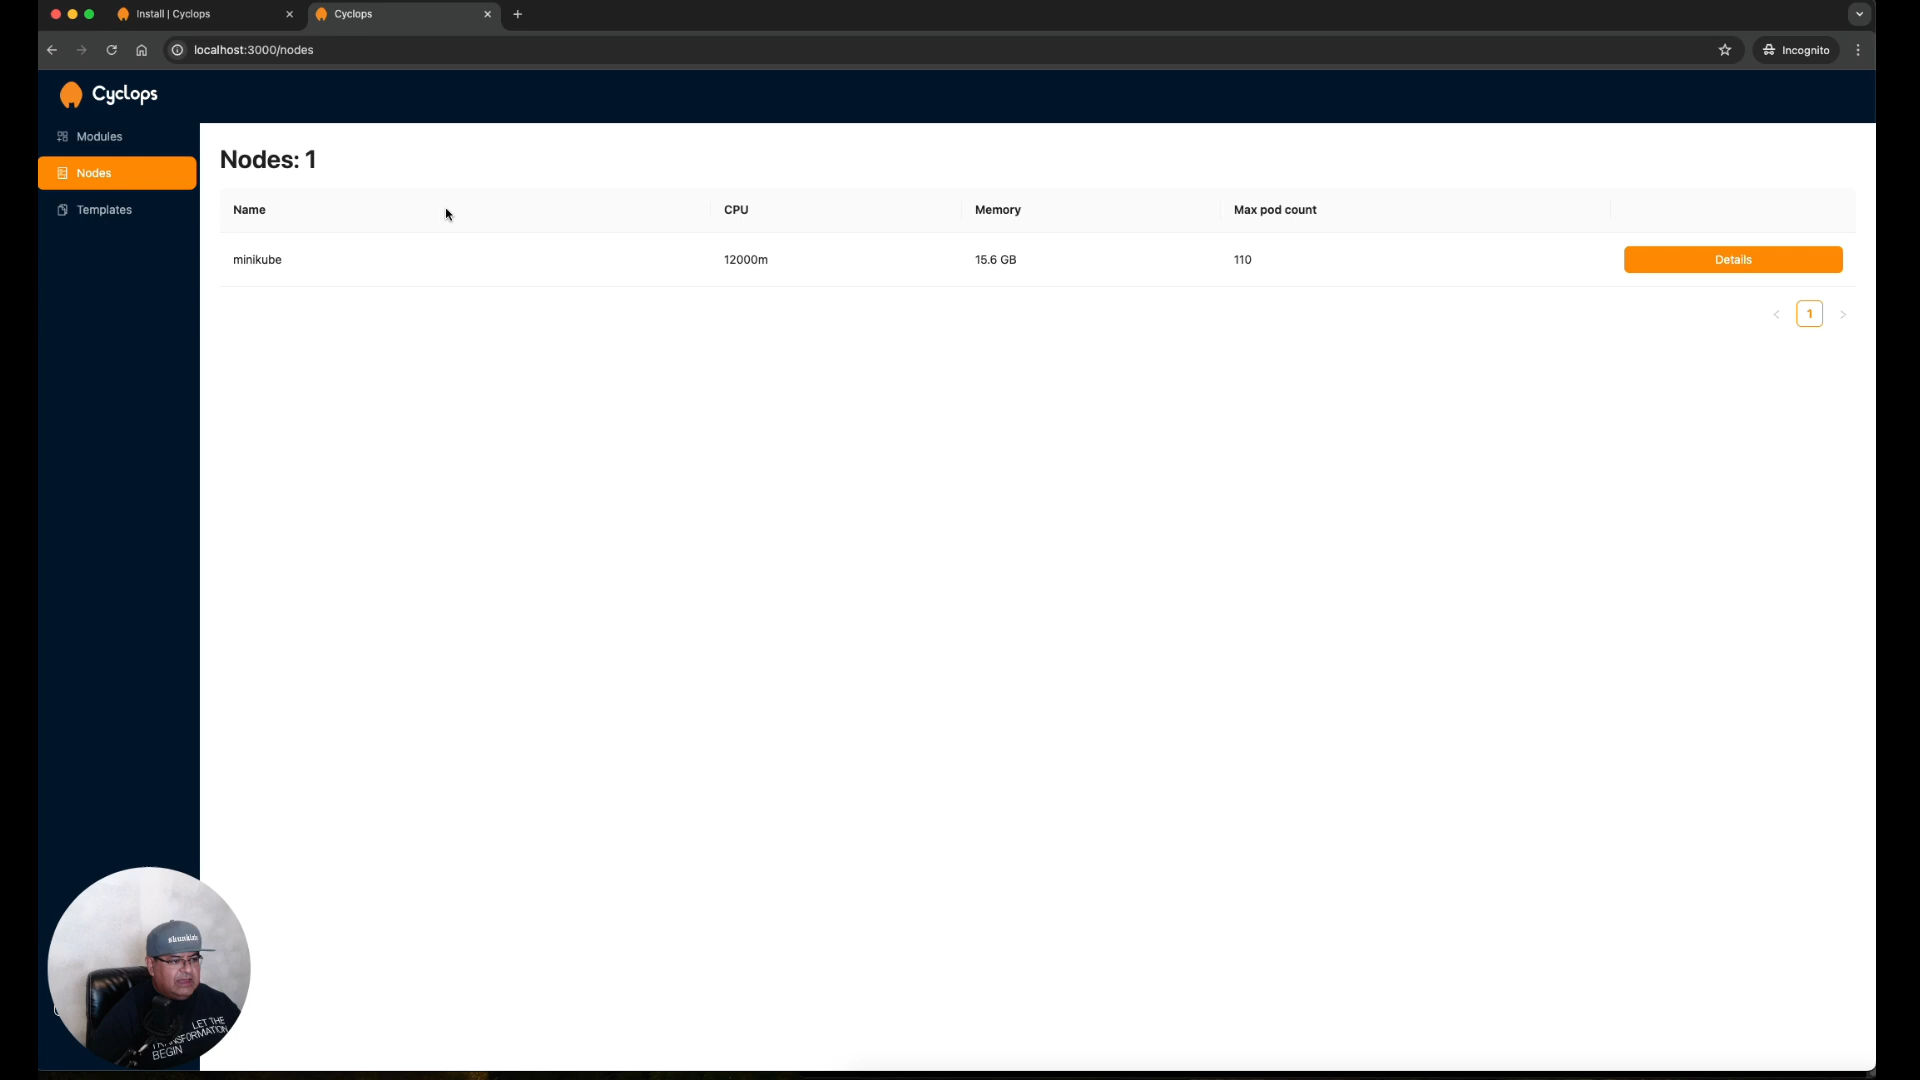 Install | Cyclops
Cyclops
localhost:3000/nodes
Incognito
Cyclops
Modules
Nodes
Templates
Nodes: 1
Name CPU Memory Max pod count
minikube 12000m 15.6 GB 110 Details
1
LET THE
BEGIN